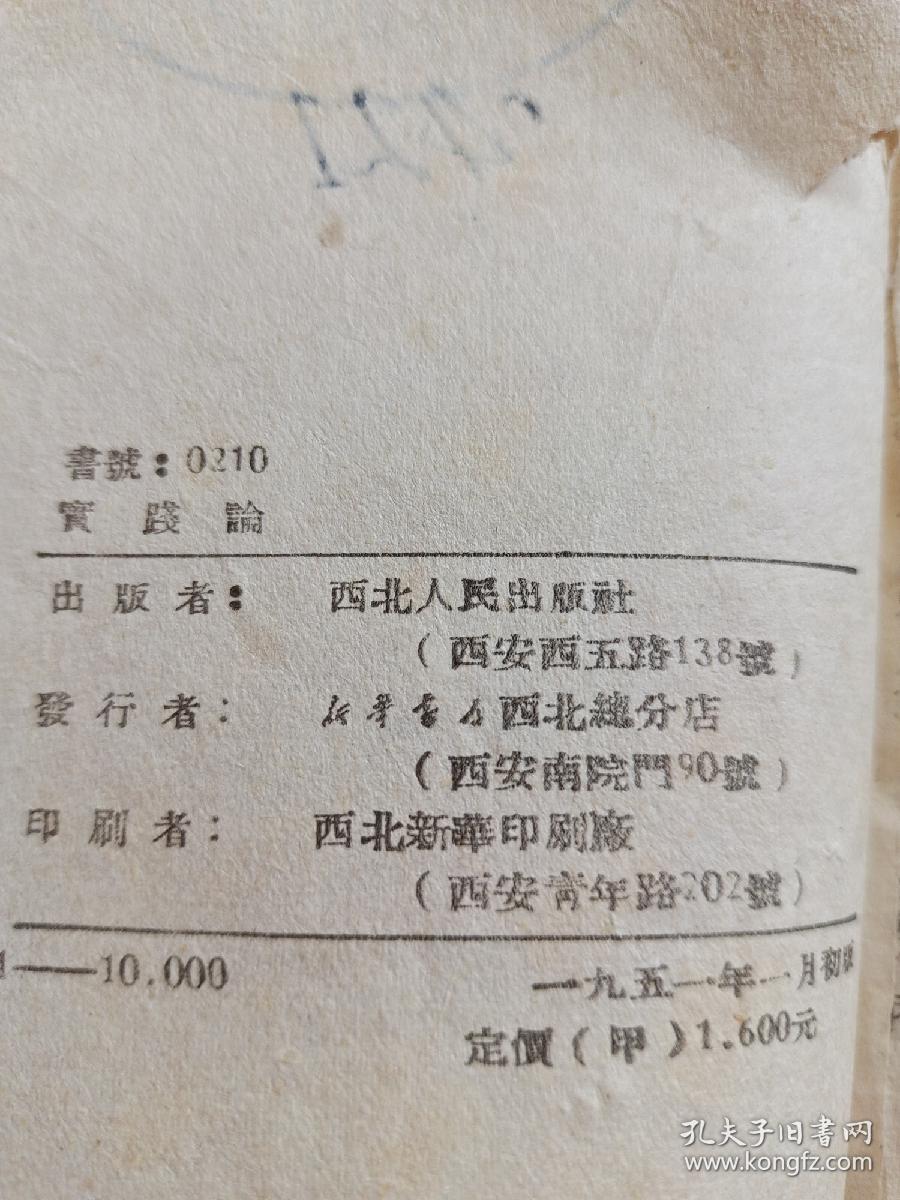 書號：0210
實踐論
出版者：西北人民出版社
（西安西五路138號）
發行者：新華書店西北總分店
（西安南院門90號）
印刷者：西北新華印刷廠
（西安青年路202號）
1——10.000 一九五一年一月初版
定價（甲）1.600元
孔夫子旧书网
www.kongfz.com